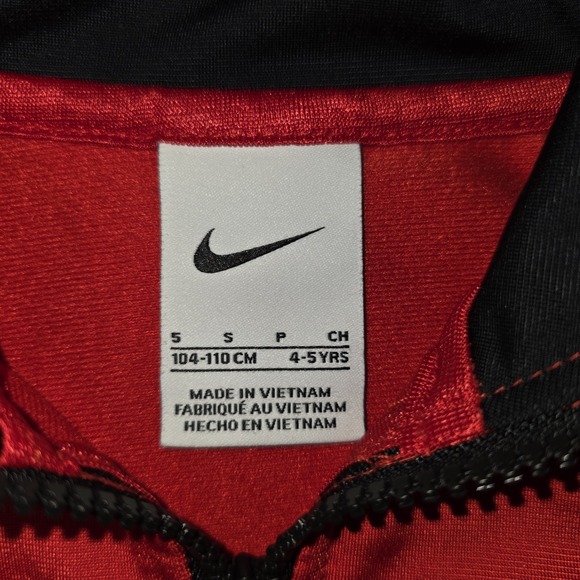 5 S P CH
104-110 CM 4-5 YRS
MADE IN VIETNAM
FABRIQUÉ AU VIETNAM
HECHO EN VIETNAM